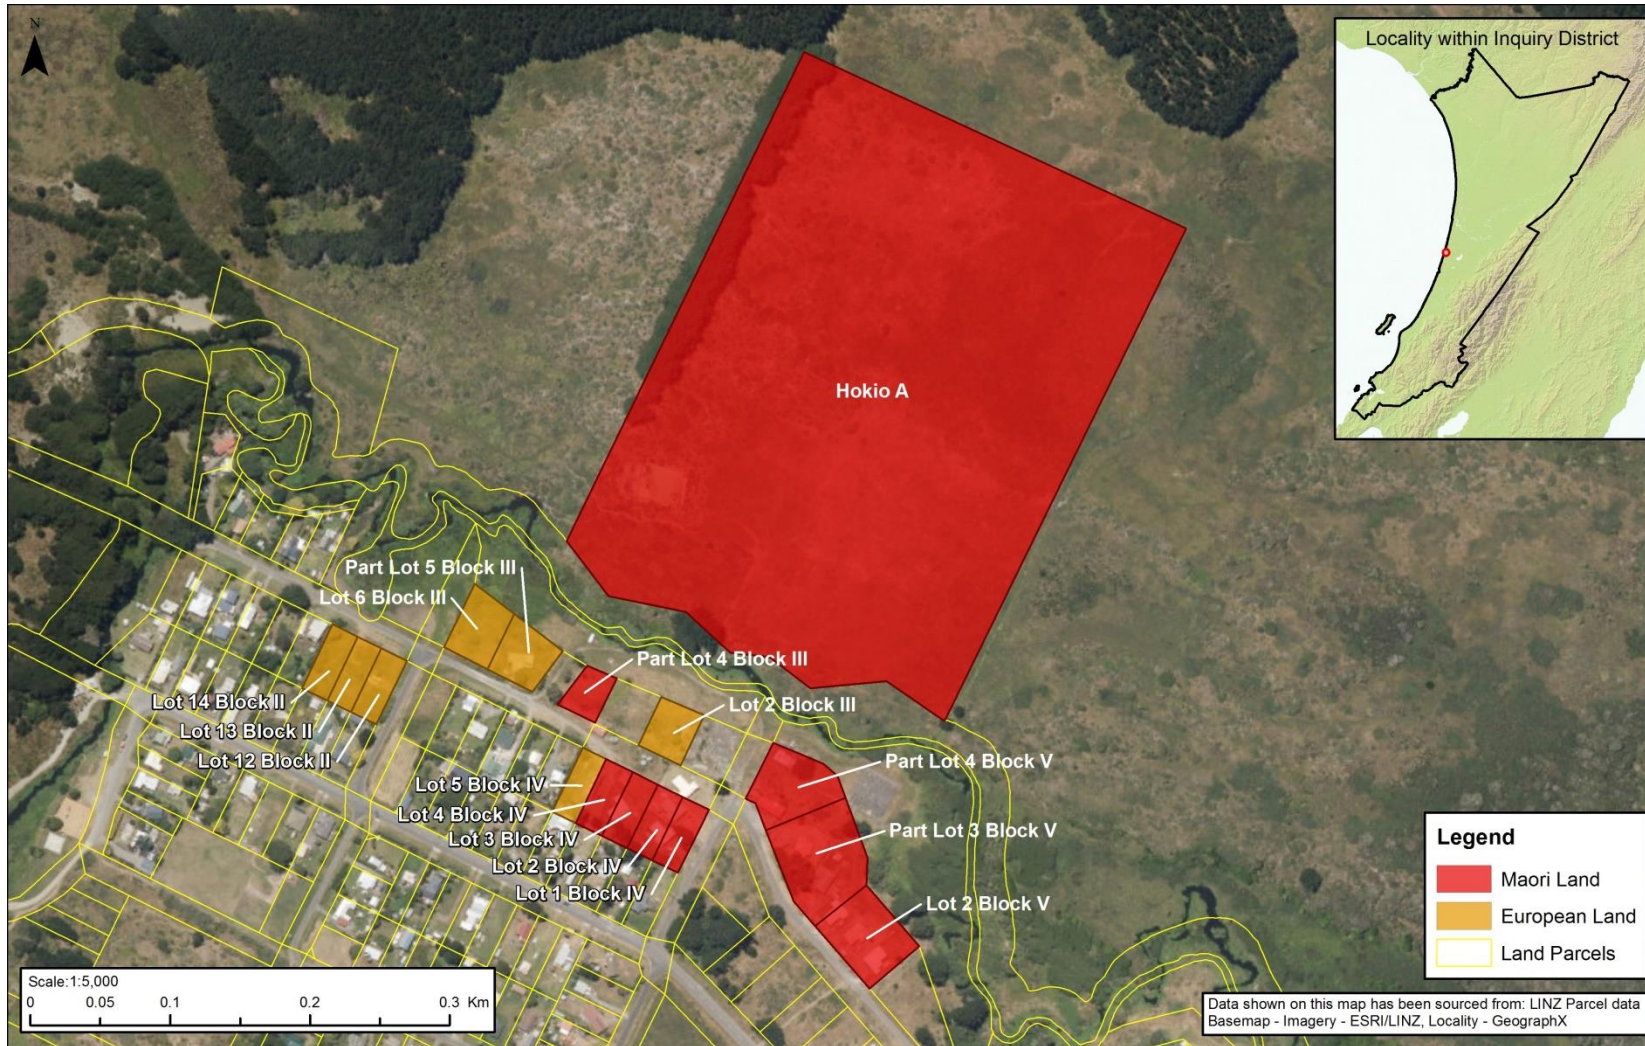 N
Locality within Inquiry District
Hokio A
Part Lot 5 Block III
Lot 6 Block III
Part Lot 4 Block III
Lot 14 Block II
Lot 2 Block III
Lot 13 Block II
Lot 12 Block II
Part Lot 4 Block V
Lot 5 Block IV
Lot 4 Block IV
Part Lot 3 Block V
Lot 3 Block IV
Lot 2 Block IV
Lot 1 Block IV
Lot 2 Block V
Legend
Maori Land
European Land
Land Parcels
Scale:1:5,000
0 0.05 0.1 0.2 0.3 Km
Data shown on this map has been sourced from: LINZ Parcel data
Basemap - Imagery - ESRI/LINZ, Locality - GeographX